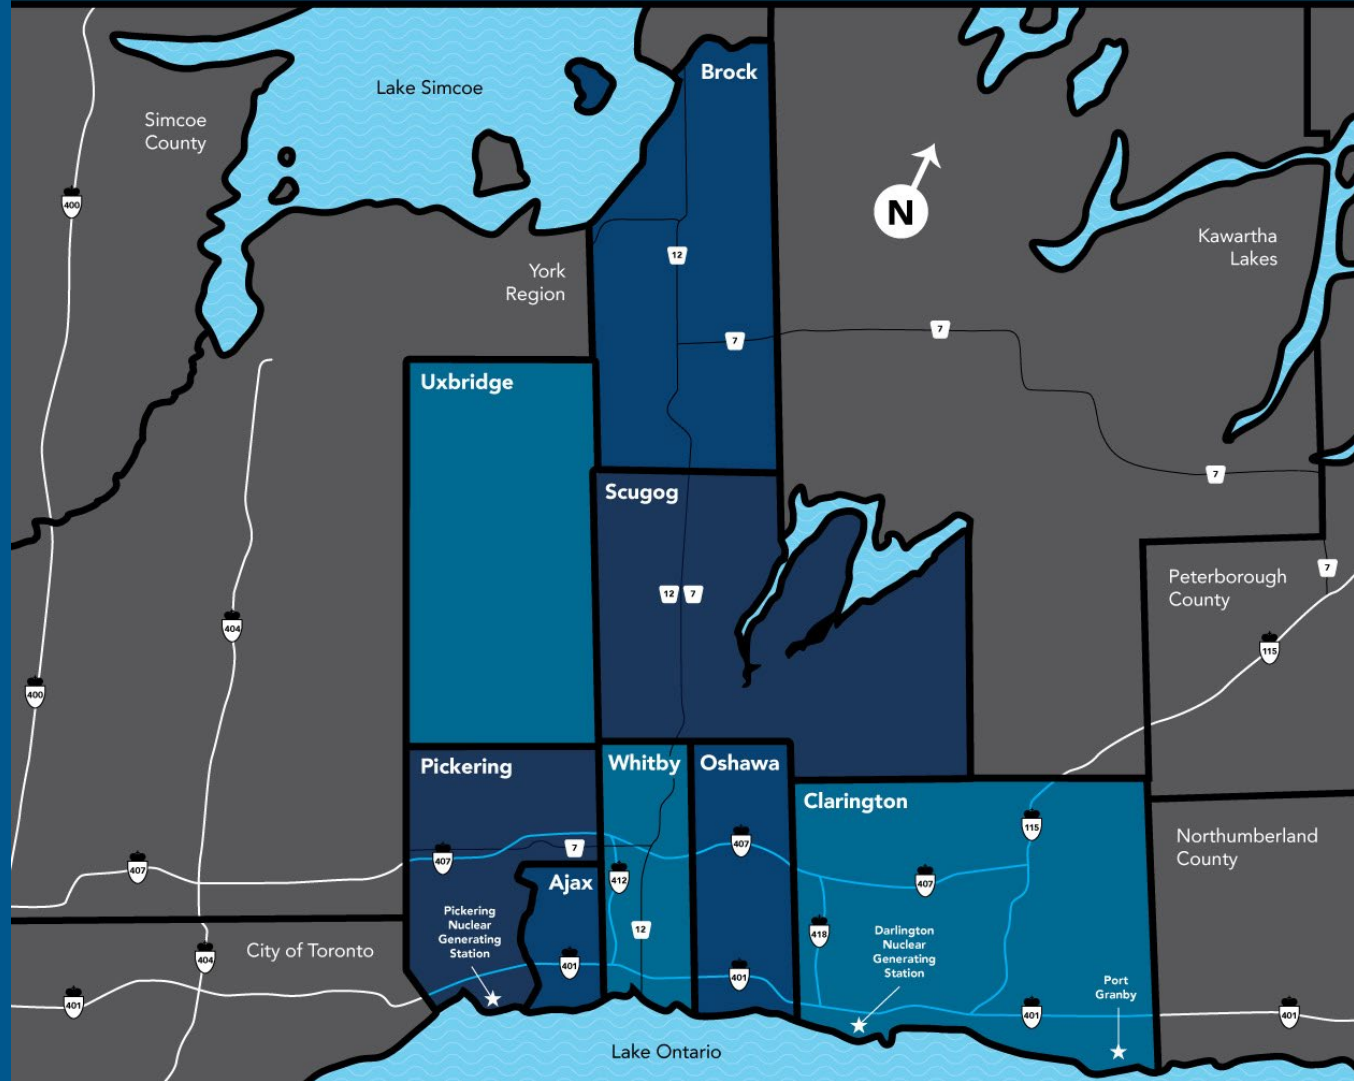 Brock
Lake Simcoe
Simcoe
County
400
N
Kawartha
Lakes
12
York
Region
7
7
Uxbridge
7
Scugog
12
7
7
Peterborough
County
404
115
400
Pickering
Whitby
Oshawa
Clarington
115
Northumberland
County
407
407
7
407
412
407
Ajax
Pickering
Nuclear
Generating
Station
12
418
Darlington
Nuclear
Generating
Station
City of Toronto
404
401
401
Port
Granby
401
401
401
Lake Ontario